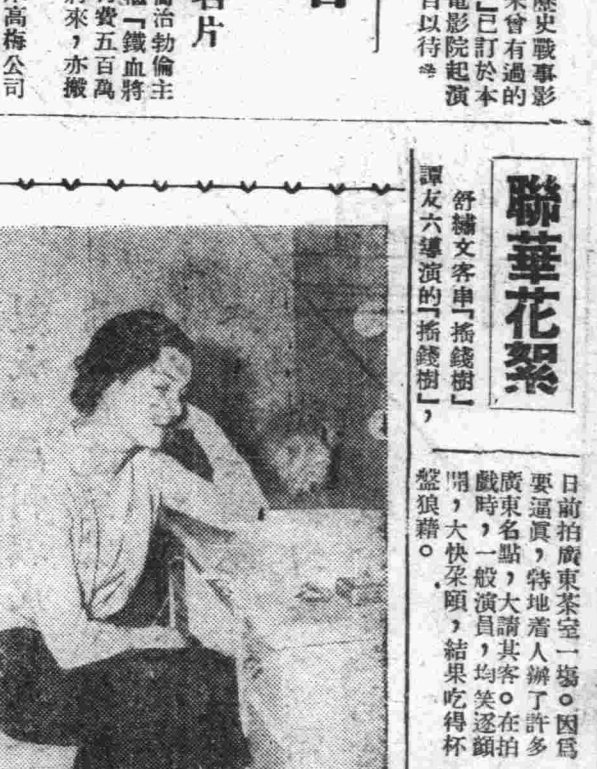 歷史戰事影
曾有過的
』已訂於本
電影院起演
目以待
名片
治勃倫主
『鐵血將
費五百萬
來，亦搬
高梅公司
聯華花絮
舒繡文客串『搖錢樹』
譚友六導演的『搖錢樹』，
日前拍廣東茶室一塲。因爲
要逼眞，特地着人辦了許多
廣東名點，大請其客。在拍
戲時，一般演員，均笑逐顏
開，大快朶頤，結果吃得杯
盤狼藉。